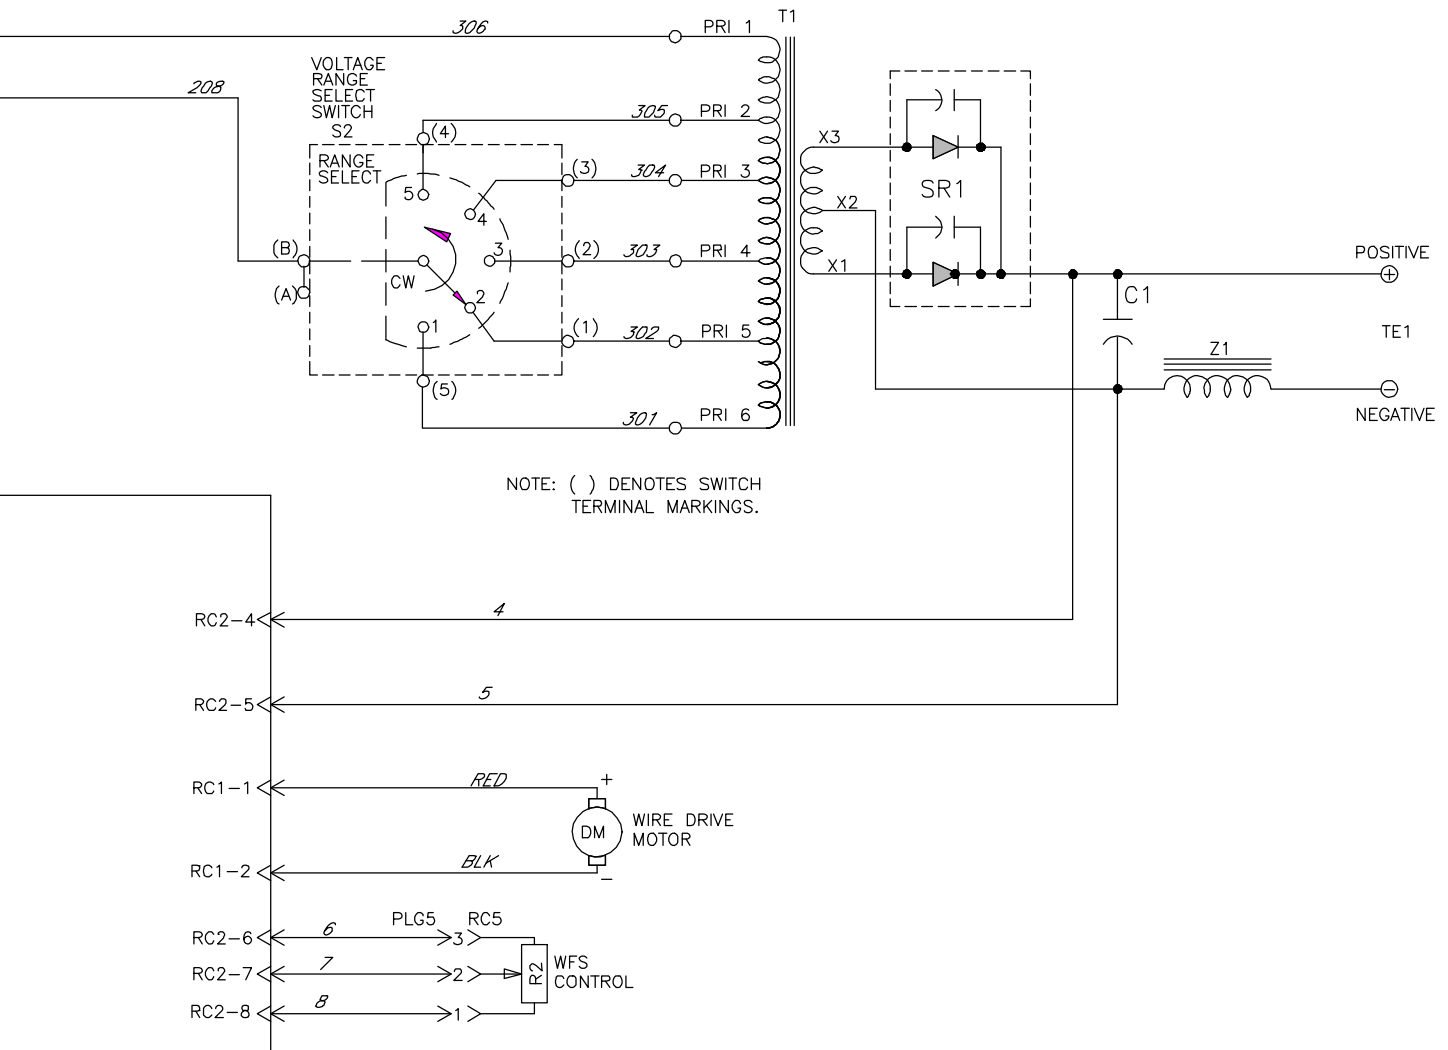 T1
306
PRI 1
VOLTAGE
RANGE
SELECT
SWITCH
S2
208
305
PRI 2
(4)
RANGE
SELECT
(3)
304
PRI 3
X3
5
4
SR1
X2
(B)
3
(2)
303
PRI 4
X1
POSITIVE
+
CW
(A)
2
C1
1
(1)
302
PRI 5
TE1
Z1
(5)
301
PRI 6
−
NEGATIVE
NOTE: ( ) DENOTES SWITCH
TERMINAL MARKINGS.
RC2-4
4
RC2-5
5
RC1-1
RED
+
DM
WIRE DRIVE
MOTOR
RC1-2
BLK
−
PLG5
RC5
RC2-6
6
3
RC2-7
7
2
R2
WFS
CONTROL
RC2-8
8
1